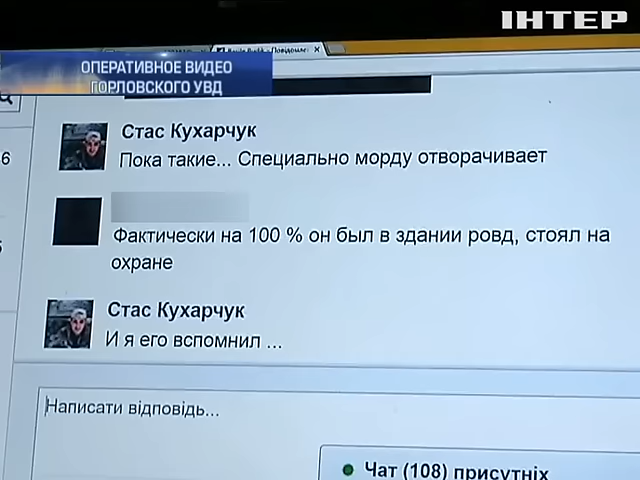 ІНТЕР
ОПЕРАТИВНОЕ ВИДЕО
ГОРЛОВСКОГО УВД
Стас Кухарчук
Пока такие... Специально морду отворачивает
Фактически на 100 % он был в здании ровд, стоял на
охране
Стас Кухарчук
И я его вспомнил ...
Написати відповідь...
Чат (108) присутніх